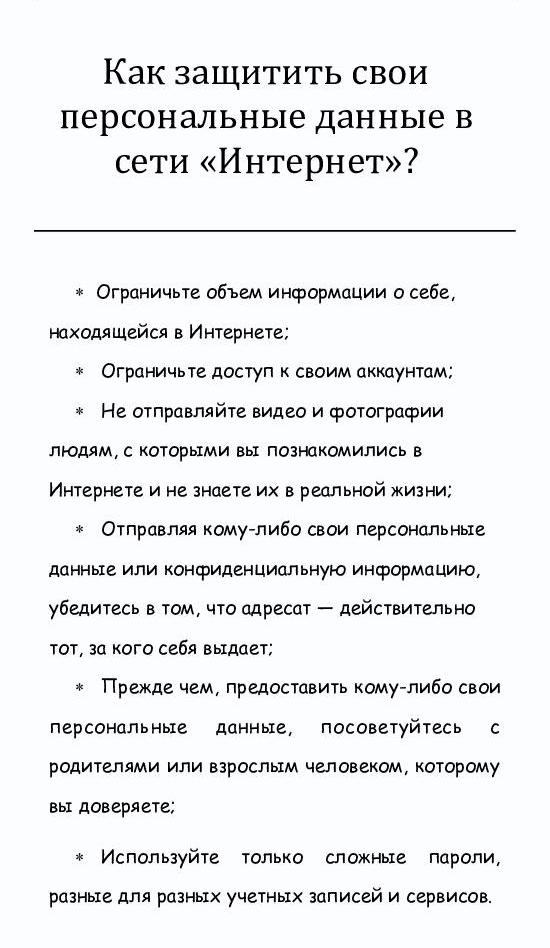 Как защитить свои
персональные данные в
сети «Интернет»?
* Ограничьте объем информации о себе,
находящейся в Интернете;
* Ограничьте доступ к своим аккаунтам;
* Не отправляйте видео и фотографии
людям, с которыми вы познакомились в
Интернете и не знаете их в реальной жизни;
* Отправляя кому-либо свои персональные
данные или конфиденциальную информацию,
убедитесь в том, что адресат — действительно
тот, за кого себя выдает;
* Прежде чем, предоставить кому-либо свои
персональные данные, посоветуйтесь с
родителями или взрослым человеком, которому
вы доверяете;
* Используйте только сложные пароли,
разные для разных учетных записей и сервисов.